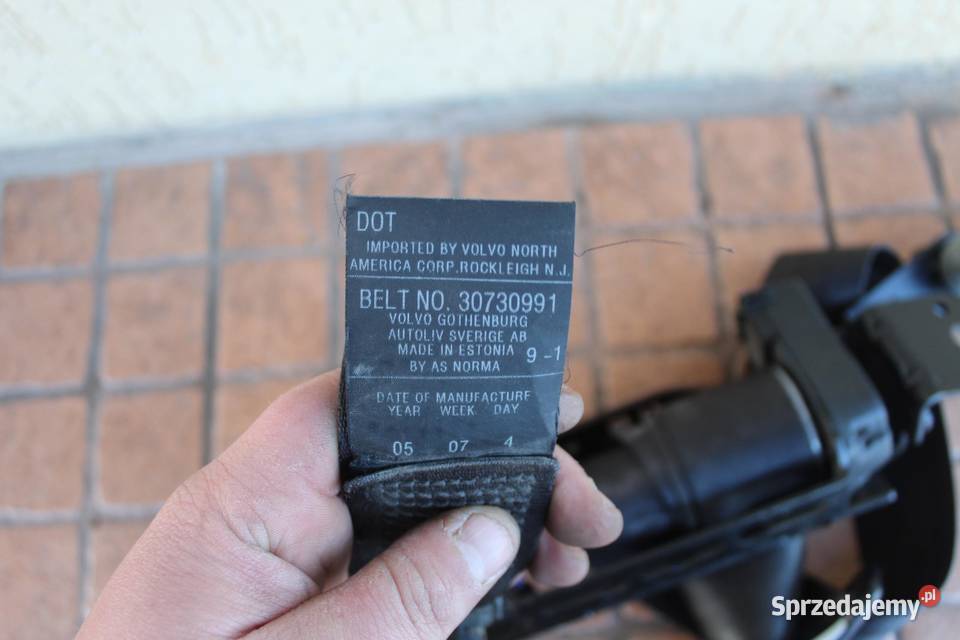 DOT
IMPORTED BY VOLVO NORTH
AMERICA CORP.ROCKLEIGH N.J.
BELT NO. 30730991
VOLVO GOTHENBURG
AUTOLIV SVERIGE AB
MADE IN ESTONIA 9-1
BY AS NORMA
DATE OF MANUFACTURE
YEAR WEEK DAY
05 07 4
Sprzedajemy.pl